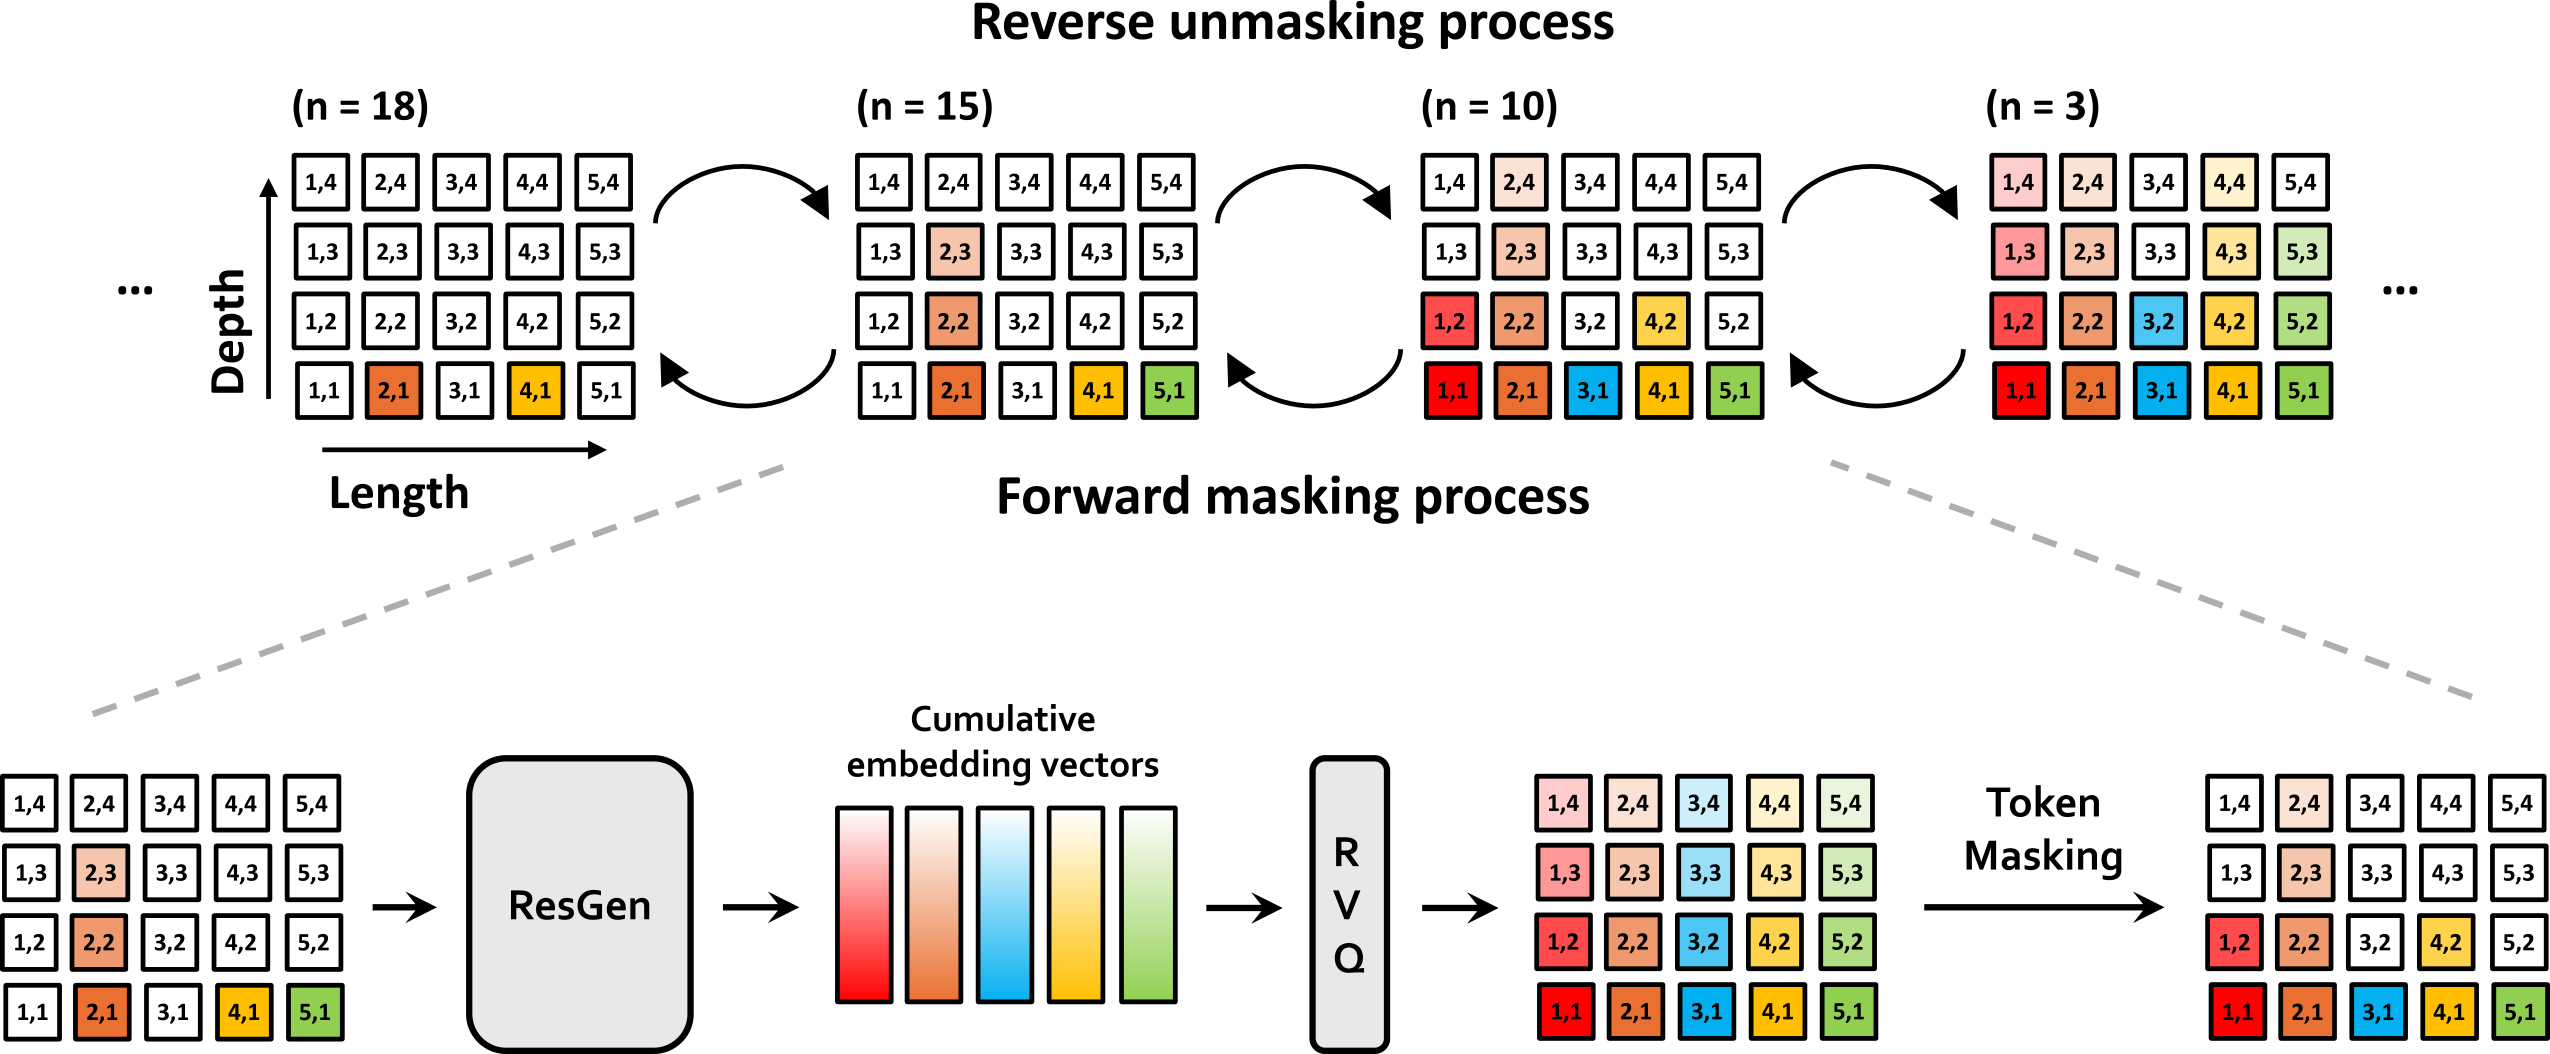 Reverse unmasking process
(n = 18) (n = 15) (n = 10) (n = 3)
1,4 2,4 3,4 4,4 5,4 1,4 2,4 3,4 4,4 5,4 1,4 2,4 3,4 4,4 5,4 1,4 2,4 3,4 4,4 5,4
1,3 2,3 3,3 4,3 5,3 1,3 2,3 3,3 4,3 5,3 1,3 2,3 3,3 4,3 5,3 1,3 2,3 3,3 4,3 5,3
... Depth ...
1,2 2,2 3,2 4,2 5,2 1,2 2,2 3,2 4,2 5,2 1,2 2,2 3,2 4,2 5,2 1,2 2,2 3,2 4,2 5,2
1,1 2,1 3,1 4,1 5,1 1,1 2,1 3,1 4,1 5,1 1,1 2,1 3,1 4,1 5,1 1,1 2,1 3,1 4,1 5,1
Length
Forward masking process
Cumulative
embedding vectors
1,4 2,4 3,4 4,4 5,4
1,3 2,3 3,3 4,3 5,3
1,2 2,2 3,2 4,2 5,2
1,1 2,1 3,1 4,1 5,1
ResGen
R
V
Q
1,4 2,4 3,4 4,4 5,4
1,3 2,3 3,3 4,3 5,3
1,2 2,2 3,2 4,2 5,2
1,1 2,1 3,1 4,1 5,1
Token
Masking
1,4 2,4 3,4 4,4 5,4
1,3 2,3 3,3 4,3 5,3
1,2 2,2 3,2 4,2 5,2
1,1 2,1 3,1 4,1 5,1